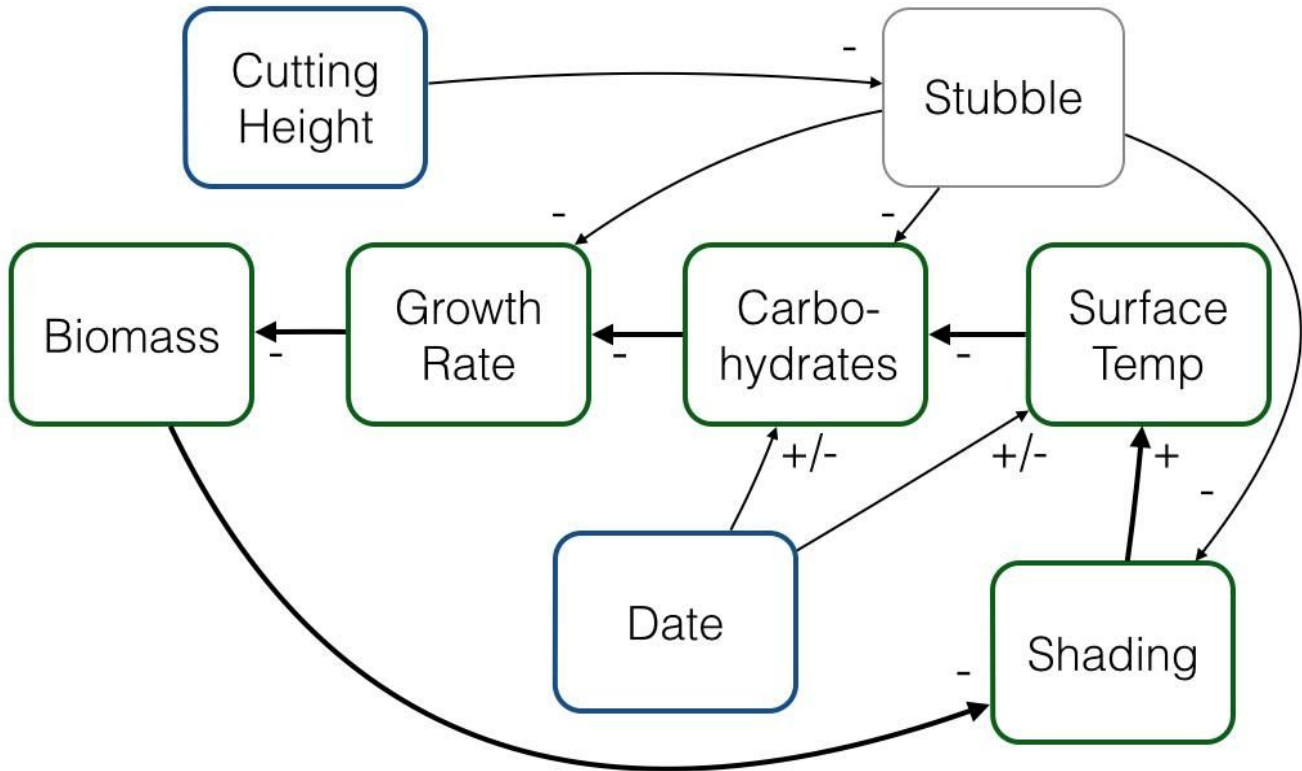 -
Cutting
Height
Stubble
-
-
Biomass
-
Growth
Rate
-
Carbo-
hydrates
-
Surface
Temp
+/-
+/-
+
-
Date
-
Shading